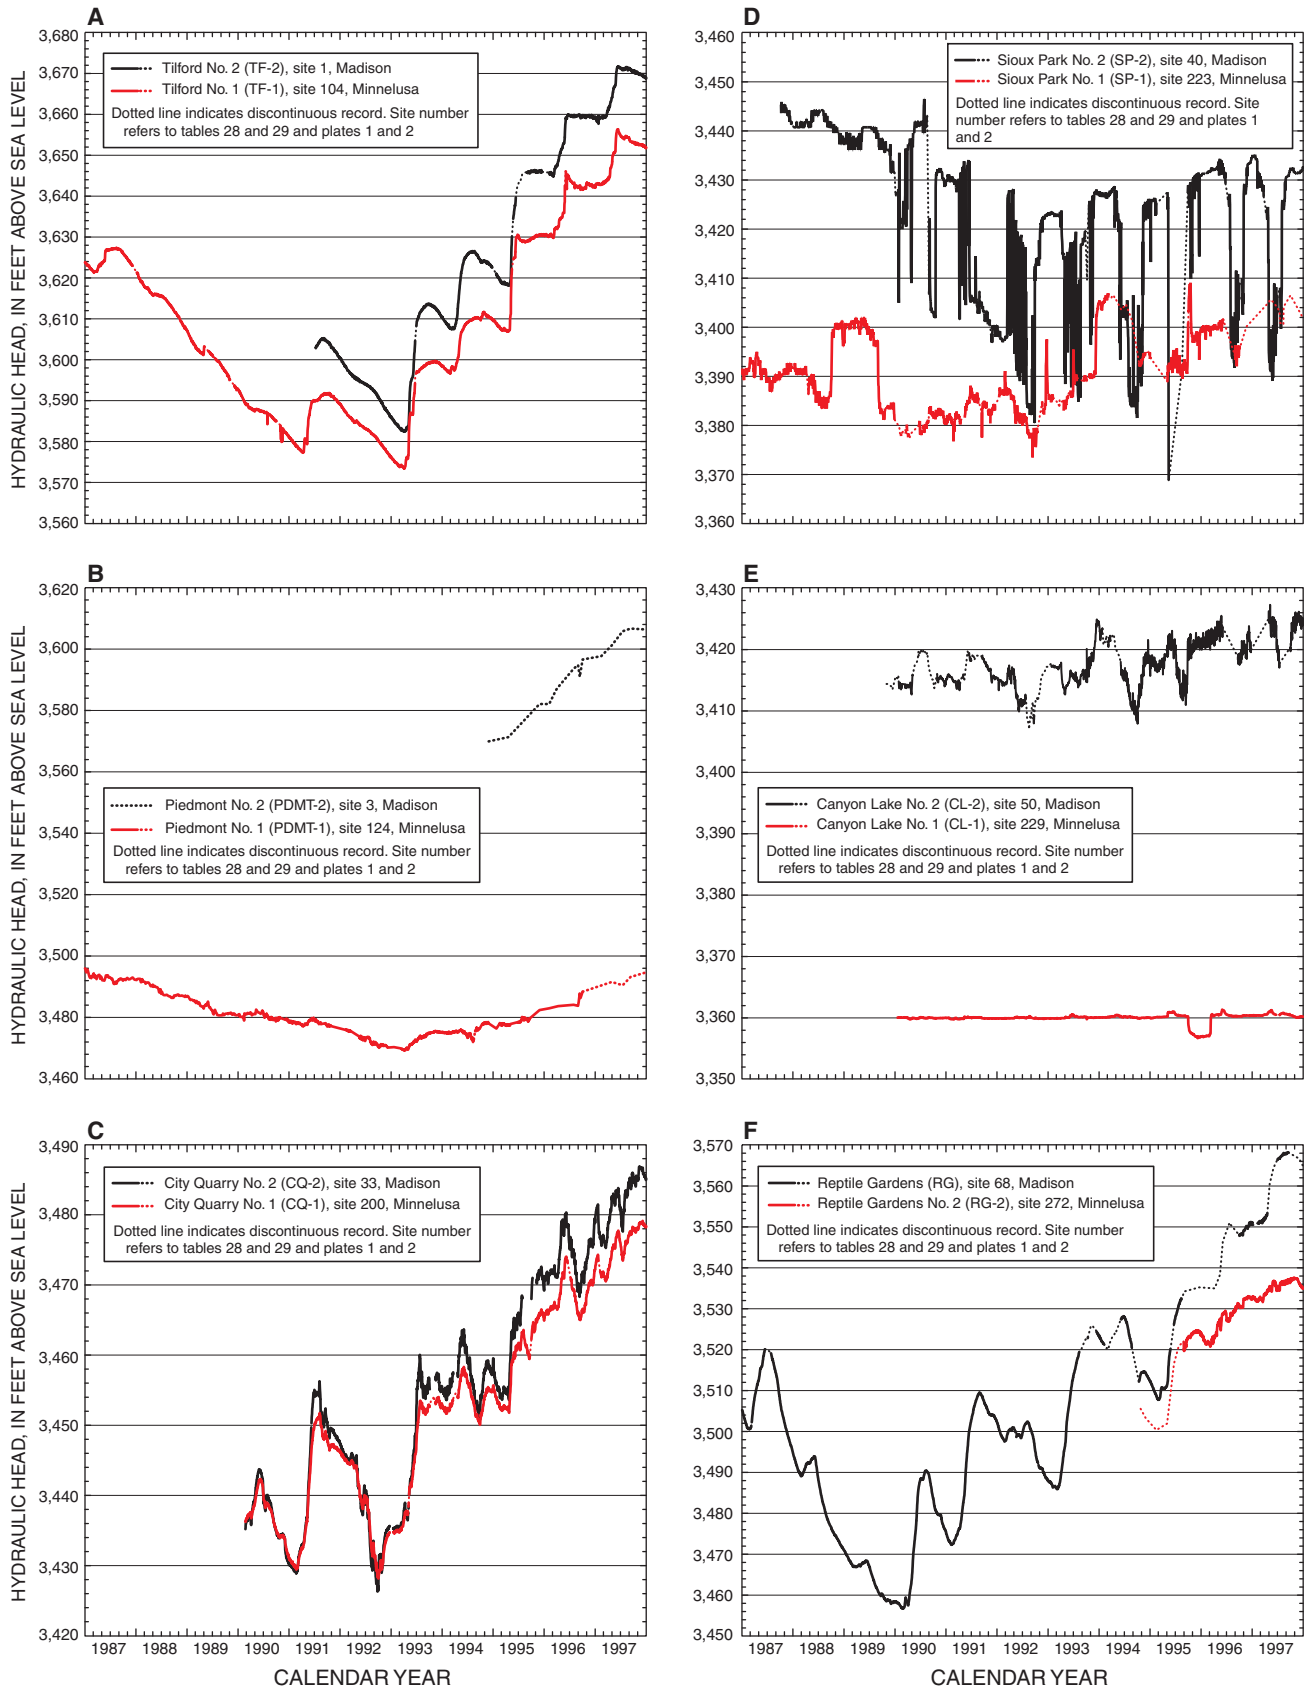 A
HYDRAULIC HEAD, IN FEET ABOVE SEA LEVEL
3,680
3,670
3,660
3,650
3,640
3,630
3,620
3,610
3,600
3,590
3,580
3,570
3,560
Tilford No. 2 (TF-2), site 1, Madison
Tilford No. 1 (TF-1), site 104, Minnelusa
Dotted line indicates discontinuous record. Site number
refers to tables 28 and 29 and plates 1 and 2
D
3,460
3,450
3,440
3,430
3,420
3,410
3,400
3,390
3,380
3,370
3,360
Sioux Park No. 2 (SP-2), site 40, Madison
Sioux Park No. 1 (SP-1), site 223, Minnelusa
Dotted line indicates discontinuous record. Site
number refers to tables 28 and 29 and plates 1
and 2
B
HYDRAULIC HEAD, IN FEET ABOVE SEA LEVEL
3,620
3,600
3,580
3,560
3,540
3,520
3,500
3,480
3,460
Piedmont No. 2 (PDMT-2), site 3, Madison
Piedmont No. 1 (PDMT-1), site 124, Minnelusa
Dotted line indicates discontinuous record. Site number
refers to tables 28 and 29 and plates 1 and 2
E
3,430
3,420
3,410
3,400
3,390
3,380
3,370
3,360
3,350
Canyon Lake No. 2 (CL-2), site 50, Madison
Canyon Lake No. 1 (CL-1), site 229, Minnelusa
Dotted line indicates discontinuous record. Site number
refers to tables 28 and 29 and plates 1 and 2
C
HYDRAULIC HEAD, IN FEET ABOVE SEA LEVEL
3,490
3,480
3,470
3,460
3,450
3,440
3,430
3,420
City Quarry No. 2 (CQ-2), site 33, Madison
City Quarry No. 1 (CQ-1), site 200, Minnelusa
Dotted line indicates discontinuous record. Site number
refers to tables 28 and 29 and plates 1 and 2
1987 1988 1989 1990 1991 1992 1993 1994 1995 1996 1997
CALENDAR YEAR
F
3,570
3,560
3,550
3,540
3,530
3,520
3,510
3,500
3,490
3,480
3,470
3,460
3,450
Reptile Gardens (RG), site 68, Madison
Reptile Gardens No. 2 (RG-2), site 272, Minnelusa
Dotted line indicates discontinuous record. Site number
refers to tables 28 and 29 and plates 1 and 2
1987 1988 1989 1990 1991 1992 1993 1994 1995 1996 1997
CALENDAR YEAR